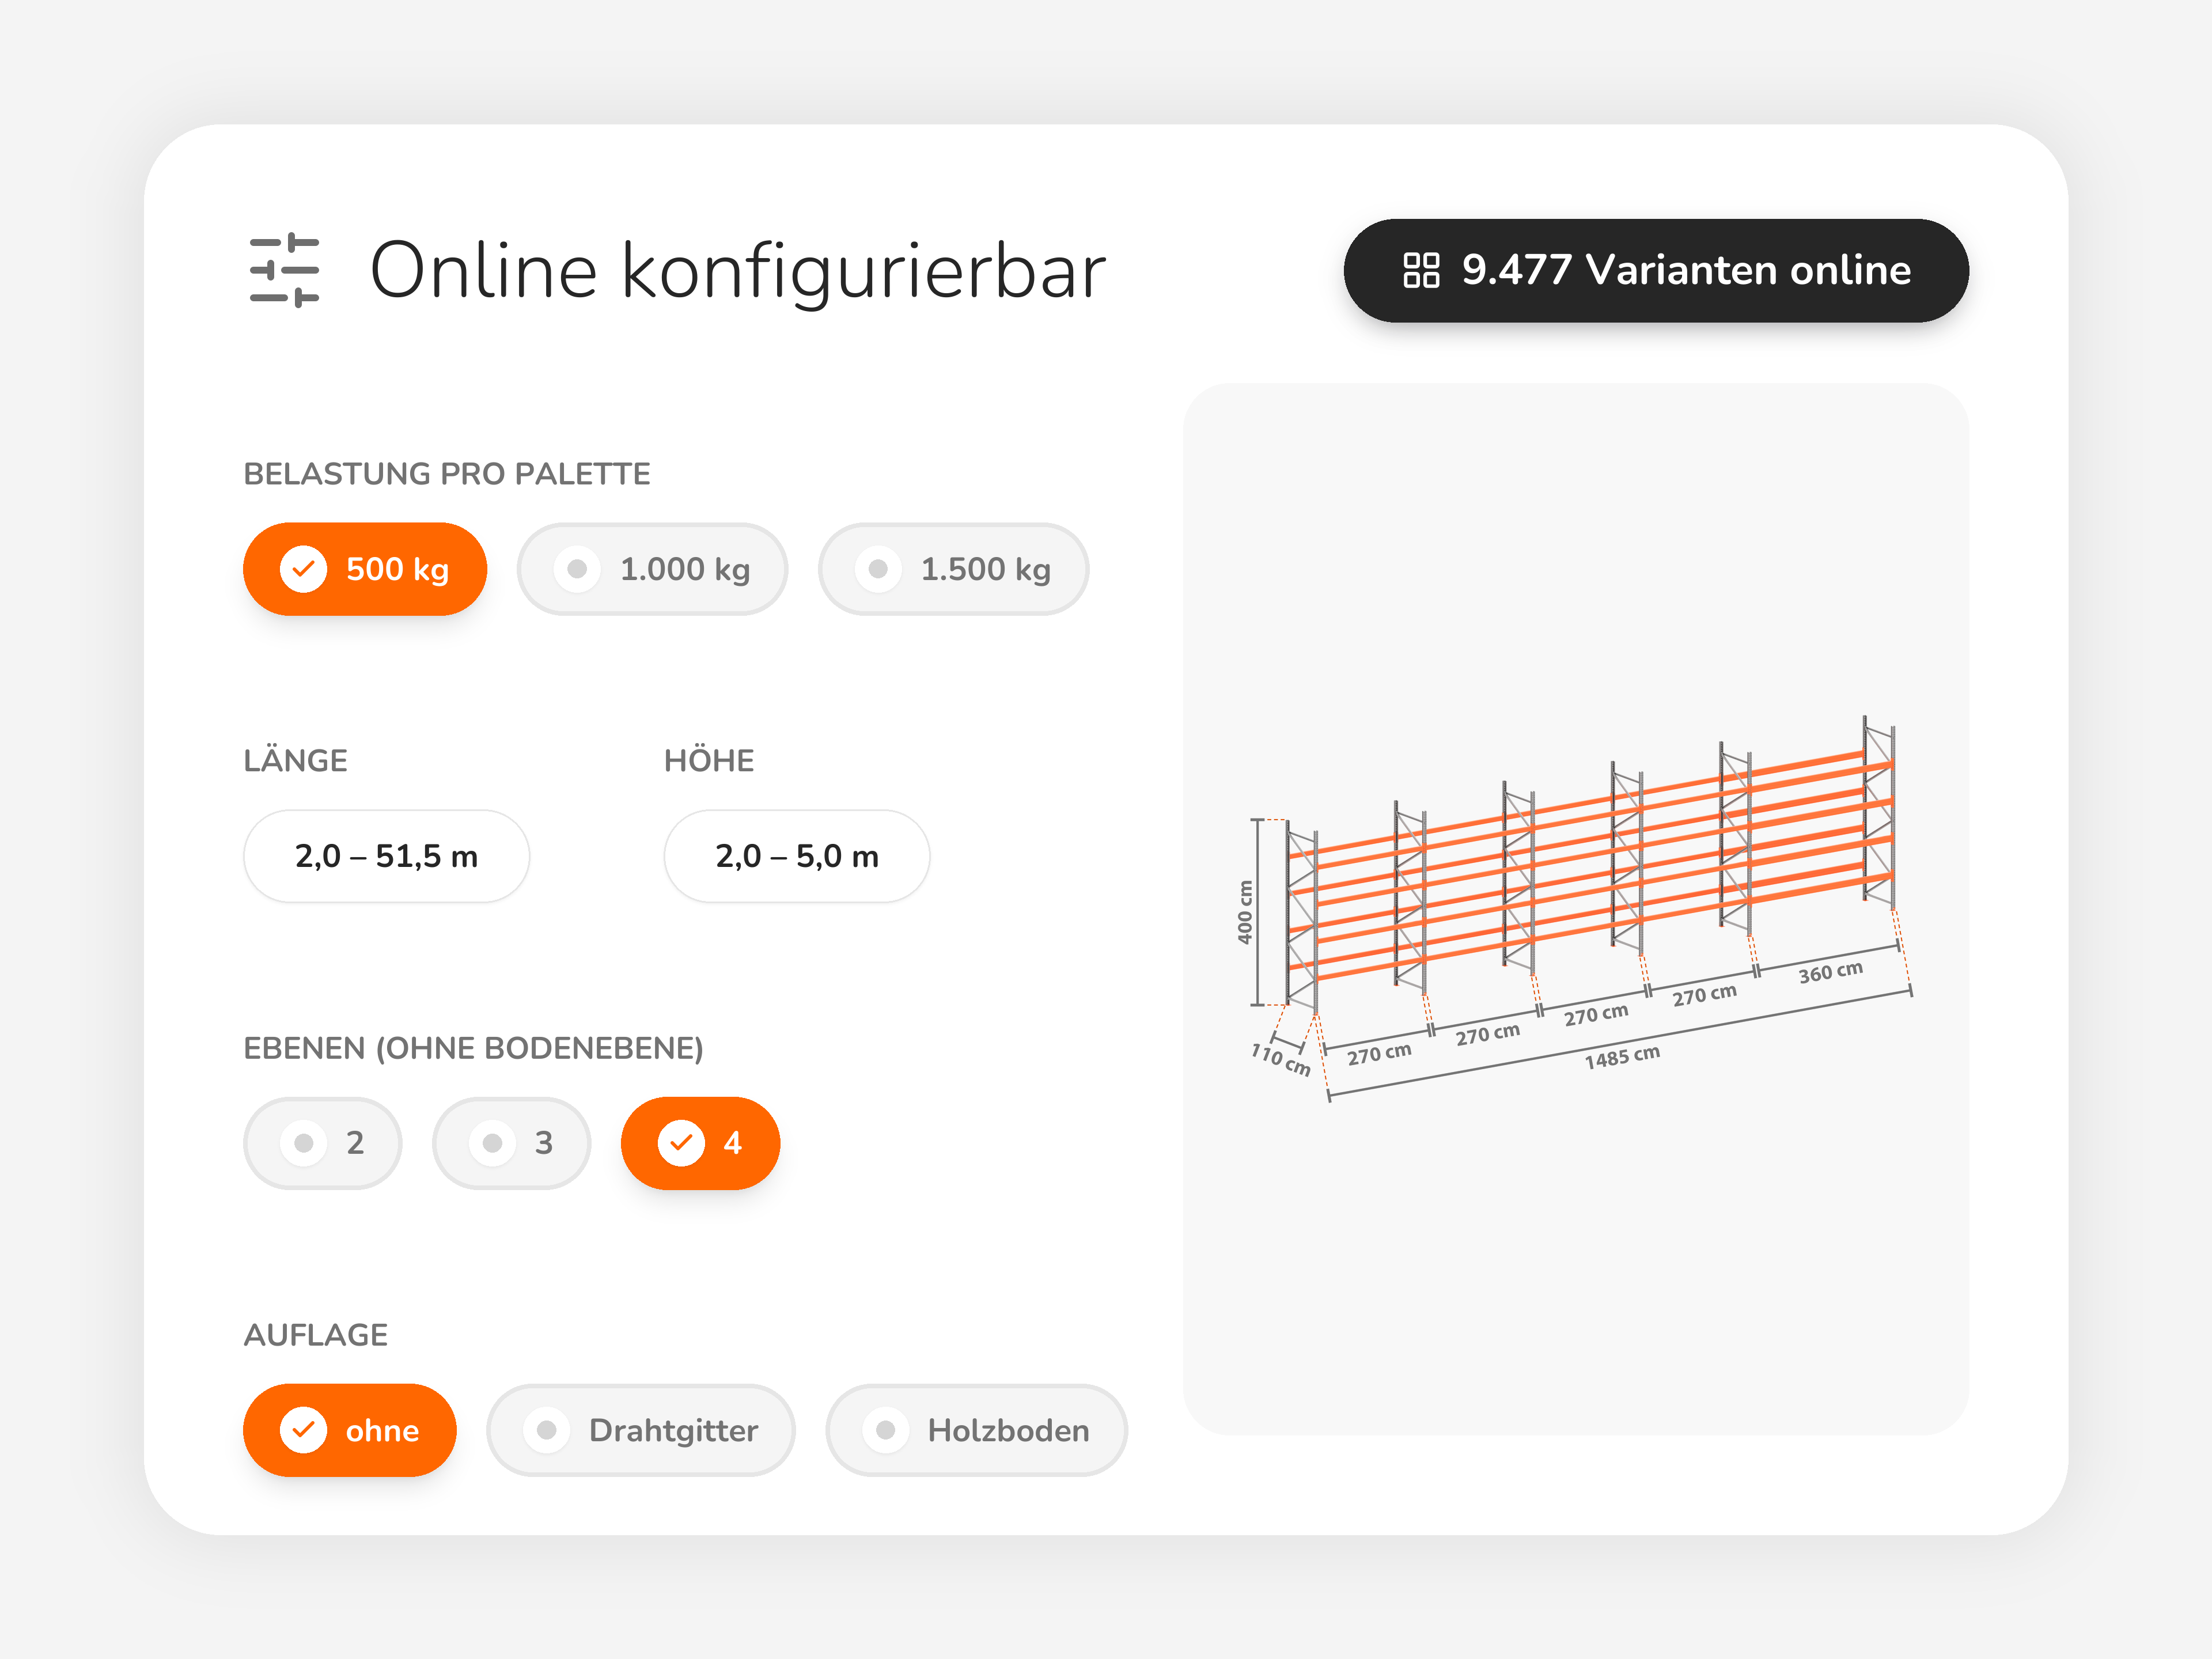 Online konfigurierbar
9.477 Varianten online
BELASTUNG PRO PALETTE
500 kg
1.000 kg
1.500 kg
LÄNGE
HÖHE
2,0 – 51,5 m
2,0 – 5,0 m
EBENEN (OHNE BODENEBENE)
2
3
4
AUFLAGE
ohne
Drahtgitter
Holzboden
400 cm
110 cm
270 cm
270 cm
270 cm
270 cm
360 cm
1485 cm